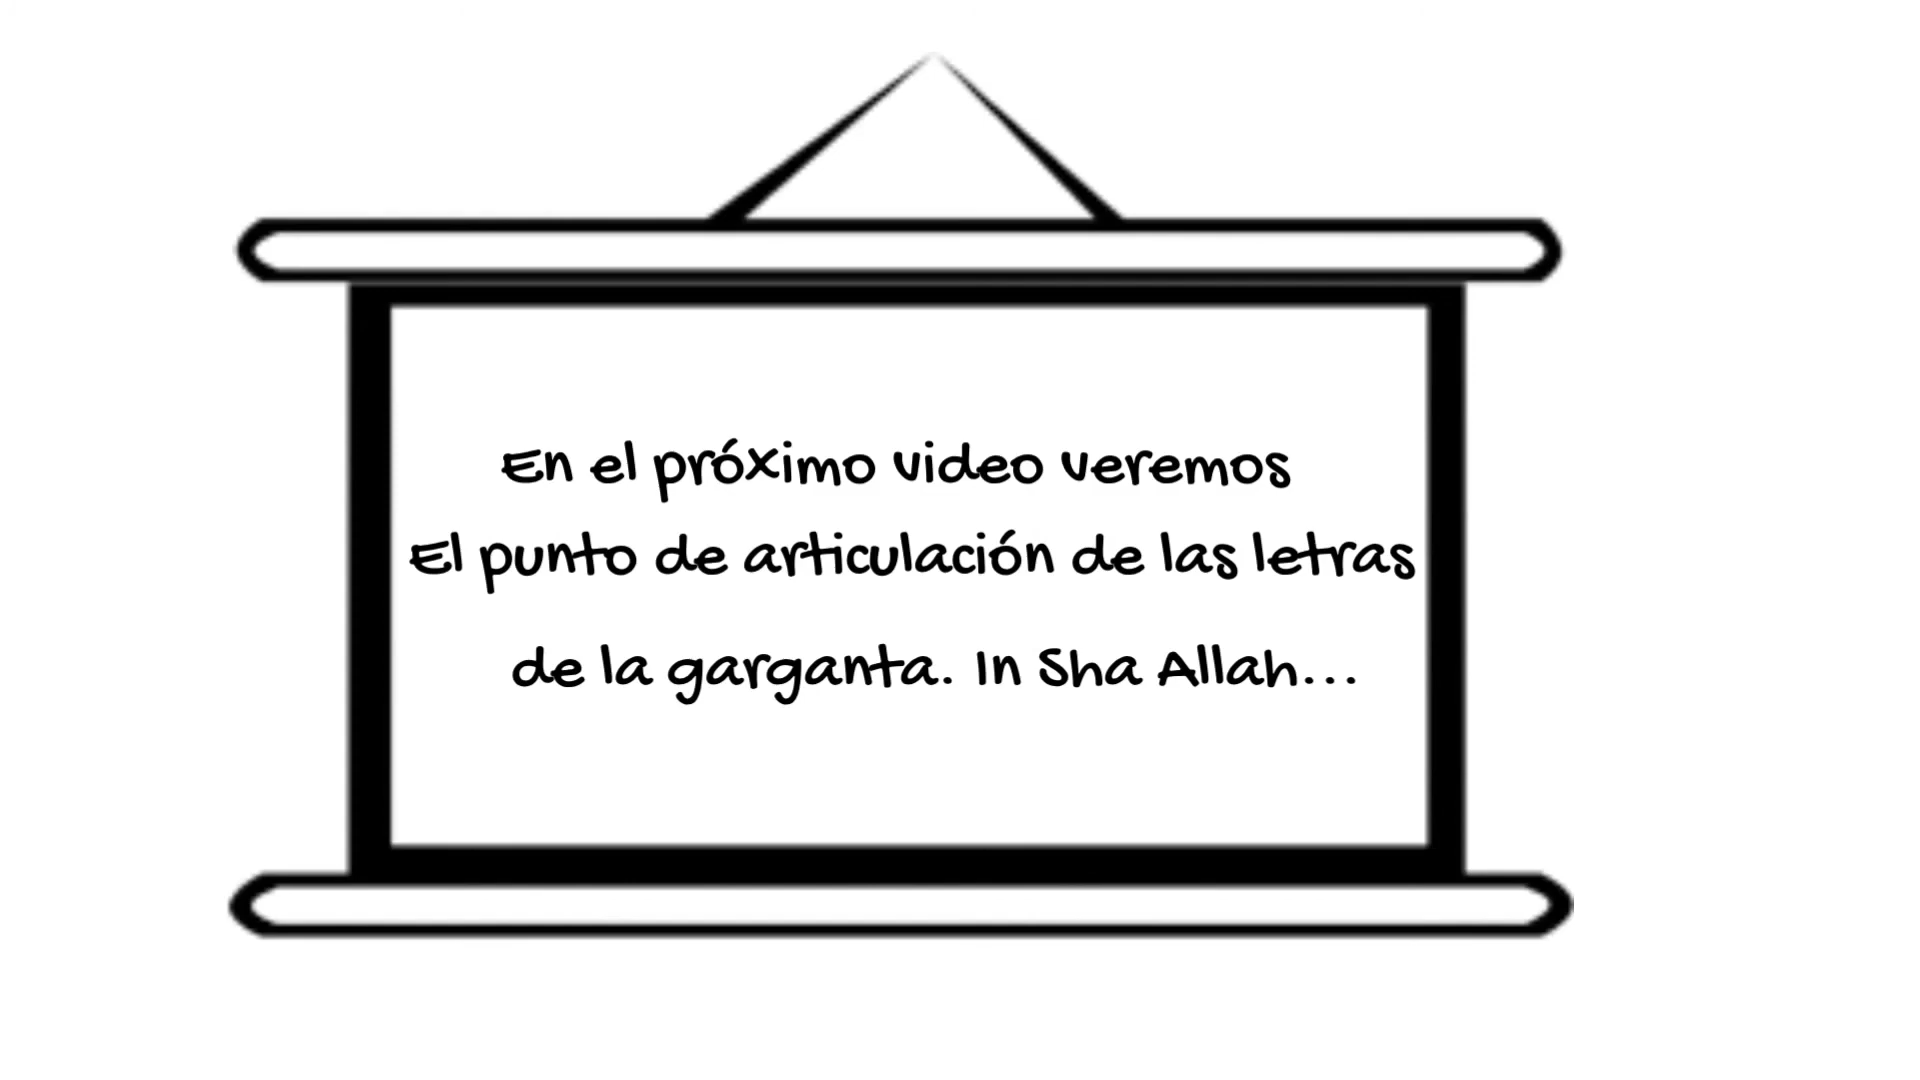 En el próximo video veremos
El punto de articulación de las letras
de la garganta. In Sha Allah...